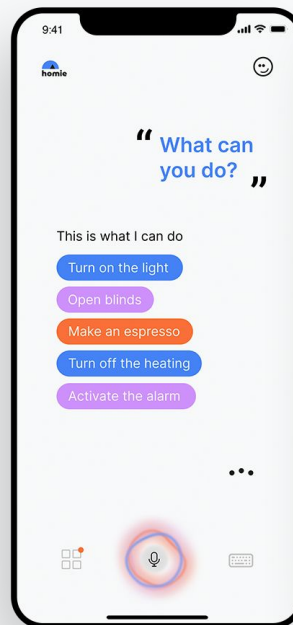 9:41
homie
“ What can
you do? ”
This is what I can do
Turn on the light
Open blinds
Make an espresso
Turn off the heating
Activate the alarm